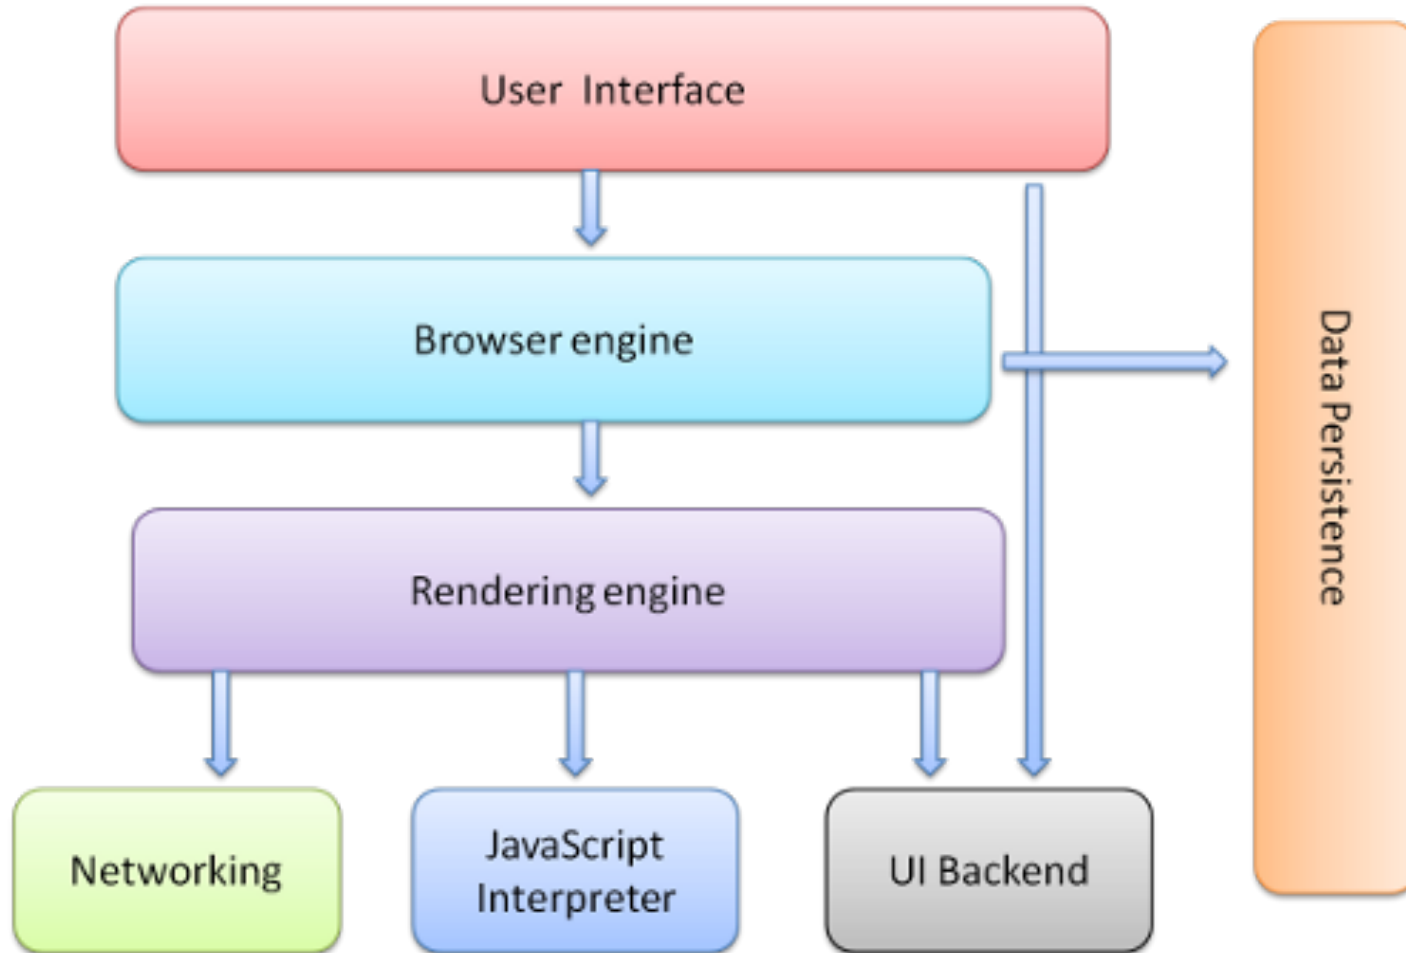 User Interface
Browser engine
Rendering engine
Networking
JavaScript
Interpreter
UI Backend
Data Persistence